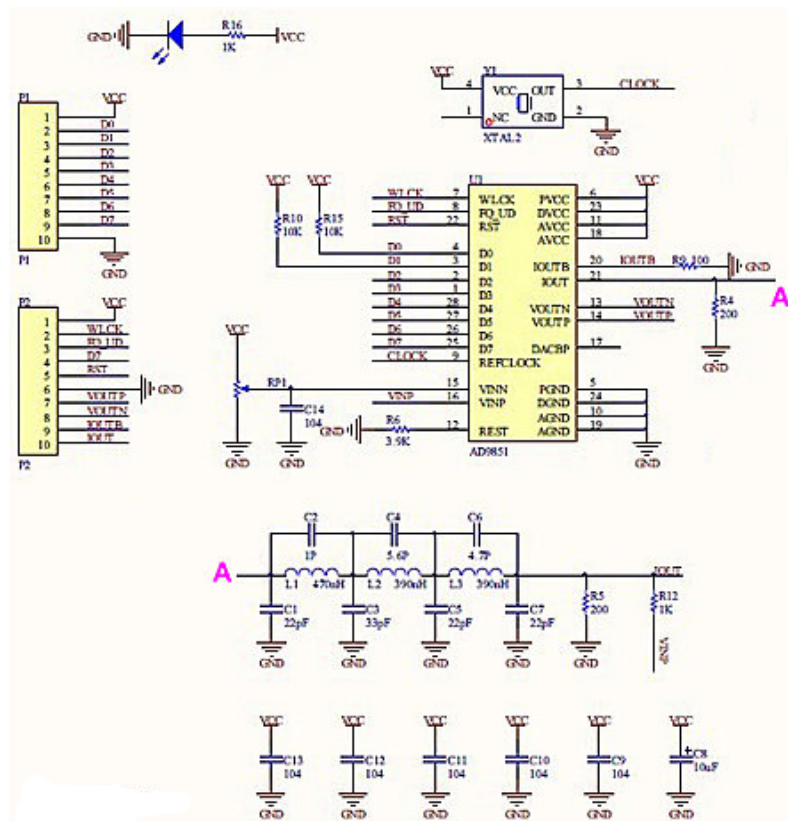 R16
GND
1K
VCC
Y1
VCC
4
VCC OUT
3
CLOCK
1
NC GND
2
XTAL2
GND
P1
VCC
1
2
D0
3
D1
4
D2
5
D3
6
D4
7
D5
8
D6
9
D7
10
P1
GND
VCC
VCC
R10
10K
R15
10K
U1
VCC
WLCK
7
WLCK PVCC
6
FQ_UD
8
FQ_UD DVCC
23
RST
22
RST AVCC
11
AVCC
18
D0
4
D0
D1
3
D1 IOUTB
20
IOUTB
R9 100
GND
D2
2
D2 IOUT
21
A
D3
1
D3
D4
28
D4 VOUTN
13
VOUTN
R4
200
D5
27
D5 VOUTP
14
VOUTP
D6
26
D6
D7
25
D7 DACBP
17
CLOCK
9
REFCLOCK
GND
VCC
RP1
15
VINN PGND
5
VINP
16
VINP DGND
24
C14
104
AGND
10
GND
R6
3.9K
12
REST AGND
19
GND
GND
GND
AD9851
P2
VCC
1
2
WLCK
3
FQ_UD
4
D7
5
RST
6
GND
7
VOUTP
8
VOUTN
9
IOUTB
10
IOUT
P2
C2
1P
C4
5.6P
C6
4.7P
A
L1 470nH
L2 390nH
L3 390nH
IOUT
C1
22pF
C3
33pF
C5
22pF
C7
22pF
R5
200
R12
1K
GND
GND
GND
GND
GND
VINP
VCC
VCC
VCC
VCC
VCC
VCC
C13
104
C12
104
C11
104
C10
104
C9
104
+
C8
10uF
GND
GND
GND
GND
GND
GND